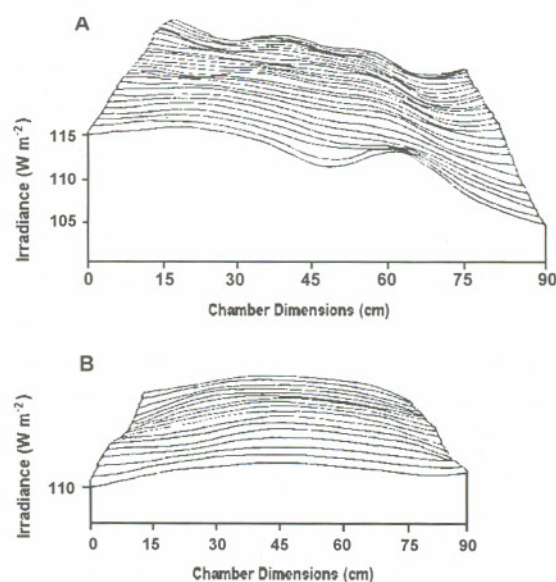 A
Irradiance (W m-2)
115
110
105
0 15 30 45 60 75 90
Chamber Dimensions (cm)
B
Irradiance (W m-2)
110
0 15 30 45 60 75 90
Chamber Dimensions (cm)